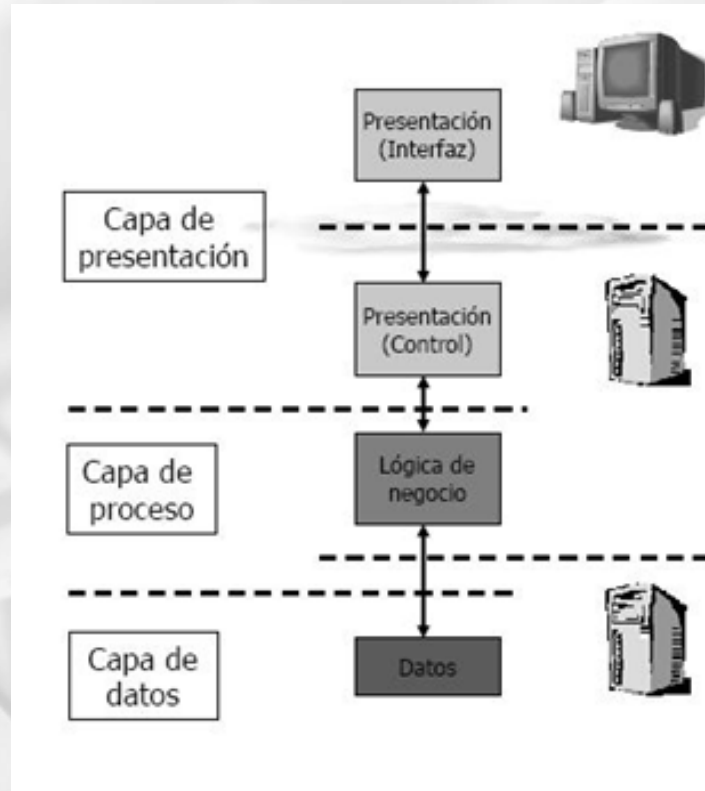 Presentación
(Interfaz)
Capa de
presentación
Presentación
(Control)
Capa de
proceso
Lógica de
negocio
Capa de
datos
Datos